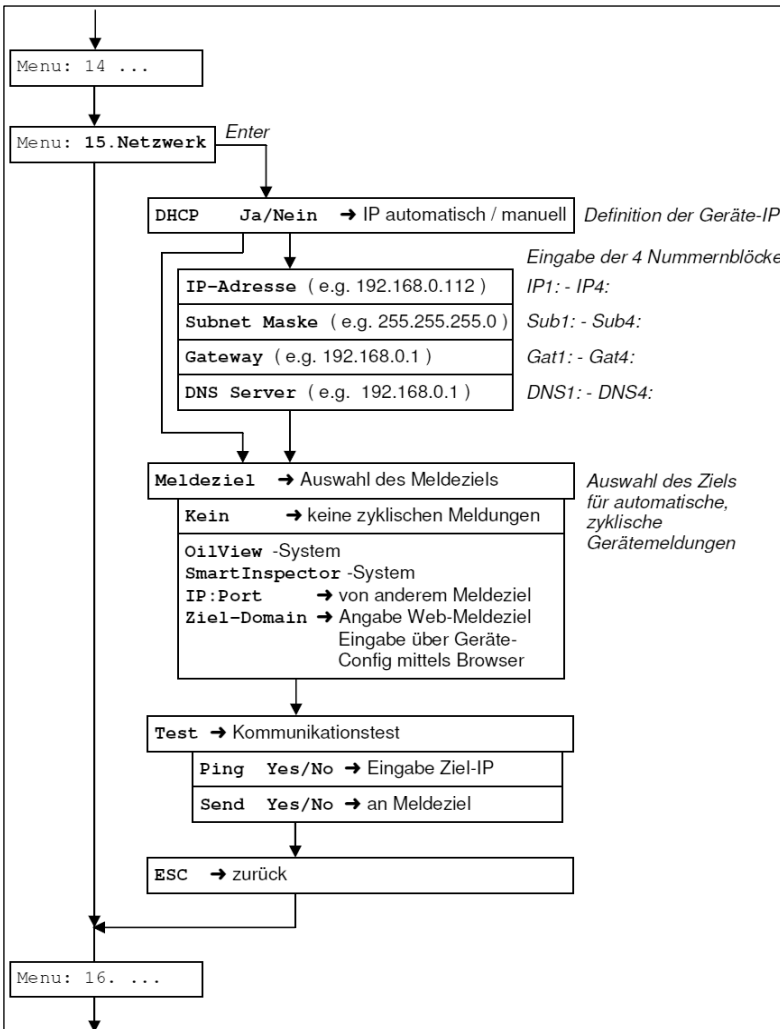 Menu: 14 ...
Menu: 15.Netzwerk
Enter
DHCP Ja/Nein ➔ IP automatisch / manuell
Definition der Geräte-IP
Eingabe der 4 Nummernblöcke
IP-Adresse ( e.g. 192.168.0.112 )
IP1: - IP4:
Subnet Maske ( e.g. 255.255.255.0 )
Sub1: - Sub4:
Gateway ( e.g. 192.168.0.1 )
Gat1: - Gat4:
DNS Server ( e.g. 192.168.0.1 )
DNS1: - DNS4:
Meldeziel ➔ Auswahl des Meldeziels
Auswahl des Ziels
für automatische,
zyklische
Gerätemeldungen
Kein ➔ keine zyklischen Meldungen
OilView -System
SmartInspector -System
IP:Port ➔ von anderem Meldeziel
Ziel-Domain ➔ Angabe Web-Meldeziel
Eingabe über Geräte-
Config mittels Browser
Test ➔ Kommunikationstest
Ping Yes/No ➔ Eingabe Ziel-IP
Send Yes/No ➔ an Meldeziel
ESC ➔ zurück
Menu: 16. ...